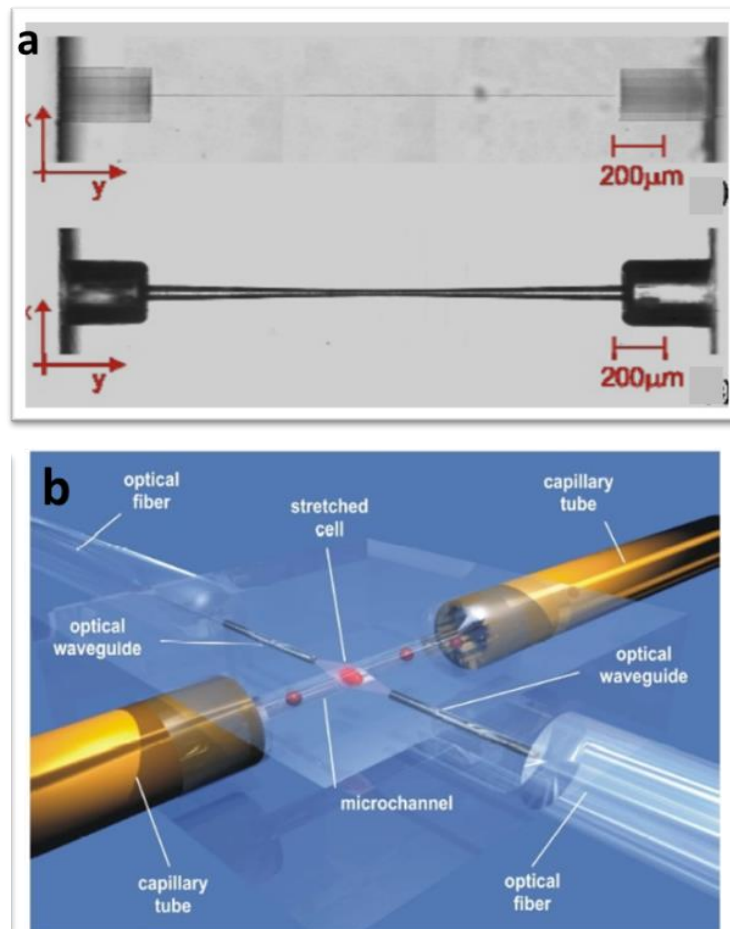 a
x
y
200μm
x
y
200μm
b
optical
fiber
stretched
cell
capillary
tube
optical
waveguide
optical
waveguide
microchannel
capillary
tube
optical
fiber